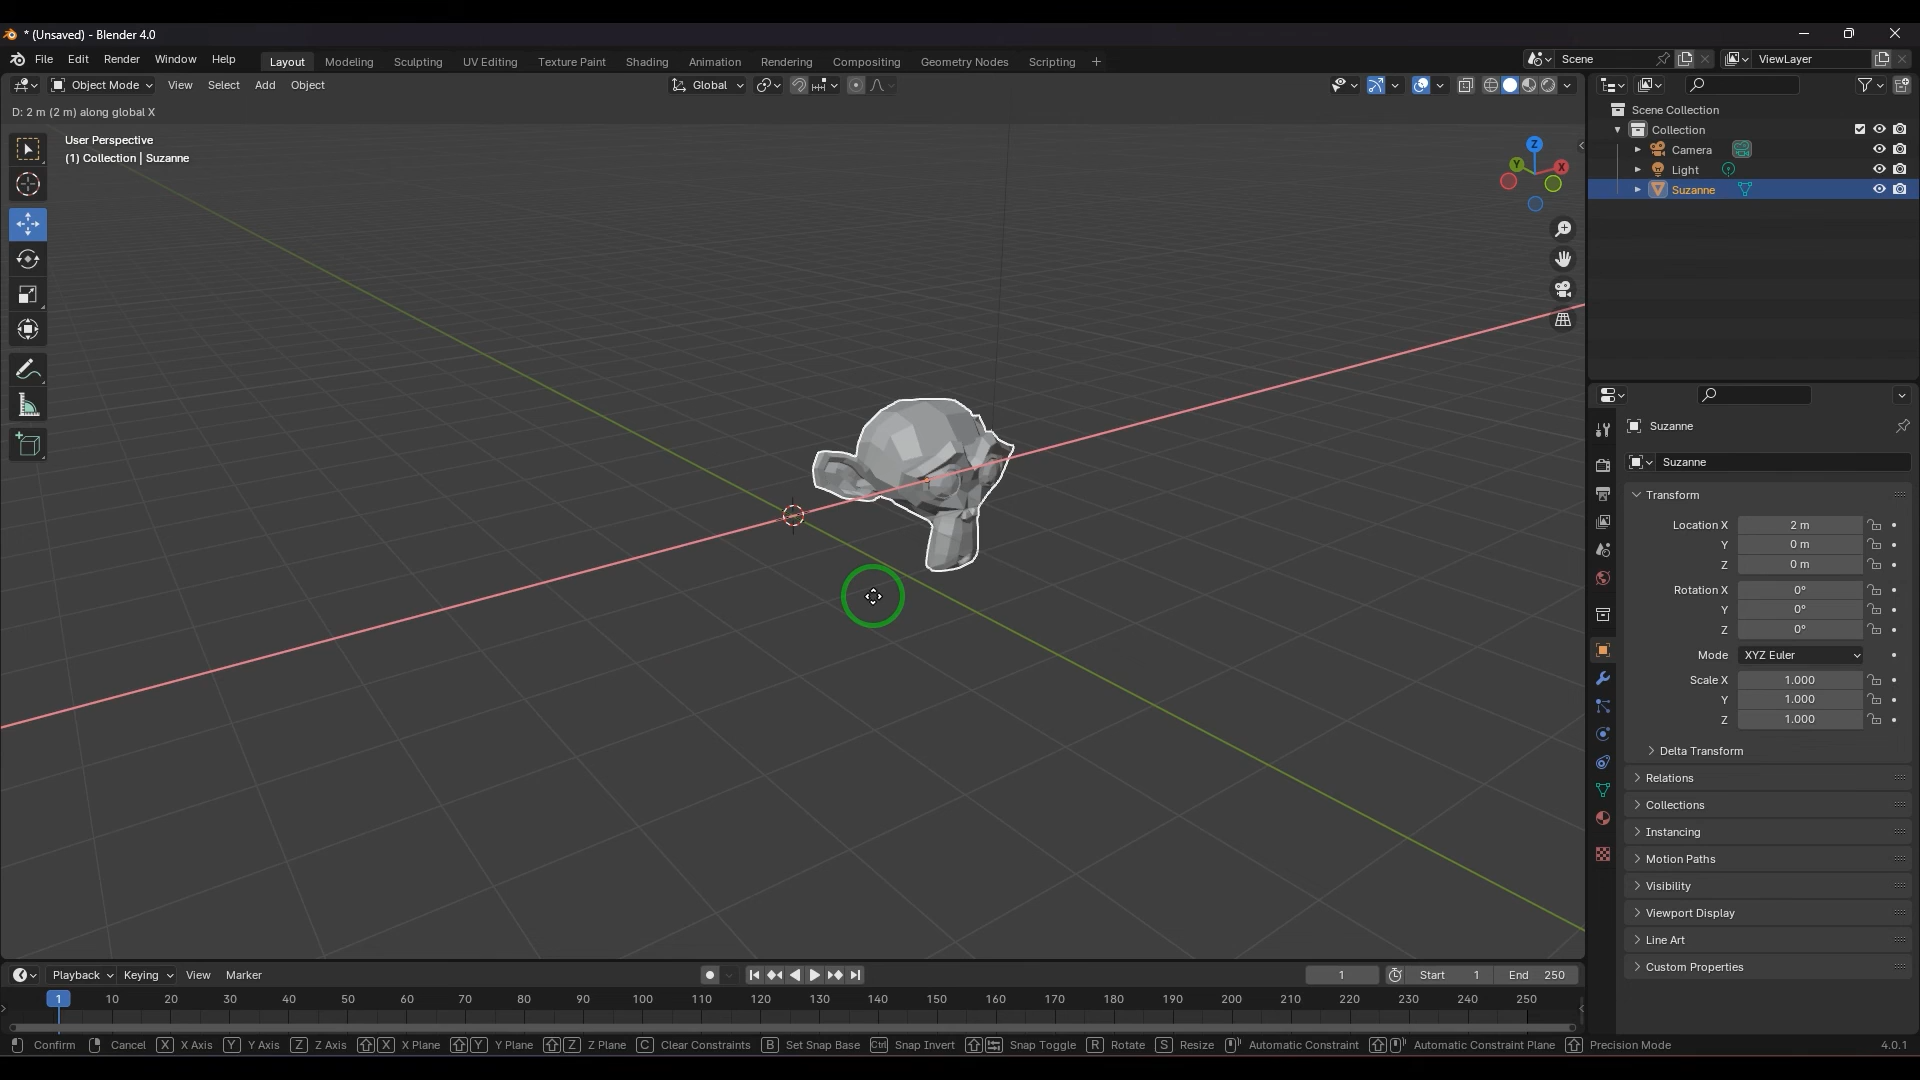 * (Unsaved) - Blender 4.0
File Edit Render Window Help Layout Modeling Sculpting UV Editing Texture Paint Shading Animation Rendering Compositing Geometry Nodes Scripting + Scene ViewLayer
Object Mode View Select Add Object Global
D: 2 m (2 m) along global X
User Perspective
(1) Collection | Suzanne
Z
Y
X
Scene Collection
Collection
Camera
Light
Suzanne
Suzanne
Suzanne
Transform
Location X 2 m
Y 0 m
Z 0 m
Rotation X 0°
Y 0°
Z 0°
Mode XYZ Euler
Scale X 1.000
Y 1.000
Z 1.000
Delta Transform
Relations
Collections
Instancing
Motion Paths
Visibility
Viewport Display
Line Art
Custom Properties
Playback Keying View Marker 1 Start 1 End 250
1 10 20 30 40 50 60 70 80 90 100 110 120 130 140 150 160 170 180 190 200 210 220 230 240 250
Confirm Cancel X X Axis Y Y Axis Z Z Axis X X Plane Y Y Plane Z Z Plane C Clear Constraints B Set Snap Base Ctrl Snap Invert Snap Toggle R Rotate S Resize Automatic Constraint Automatic Constraint Plane Precision Mode 4.0.1